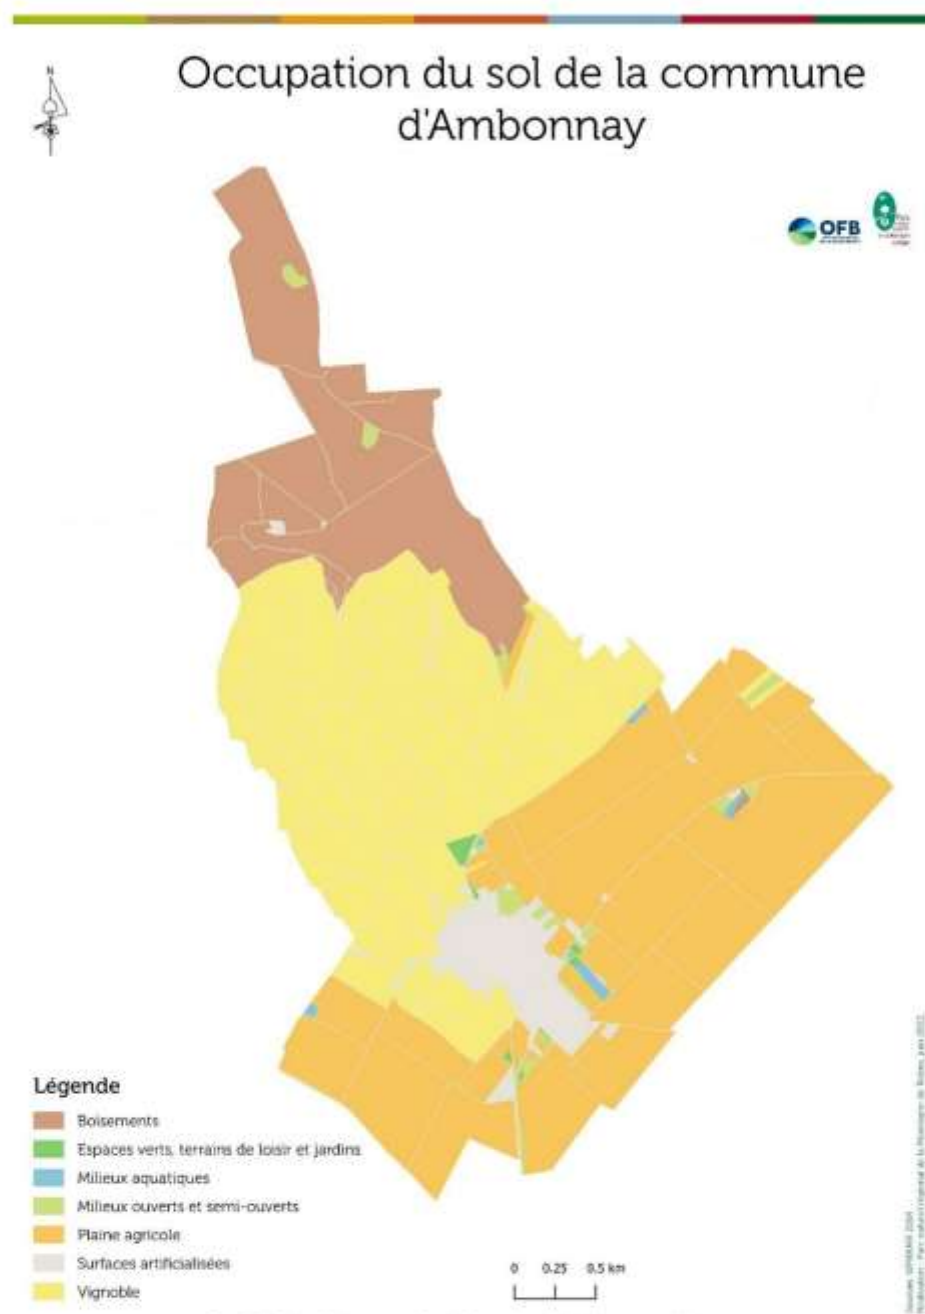 Occupation du sol de la commune
d'Ambonnay
N
OFB
Légende
Boisements
Espaces verts, terrains de loisir et jardins
Milieux aquatiques
Milieux ouverts et semi-ouverts
Plaine agricole
Surfaces artificialisées
Vignoble
0 0.25 0.5 km